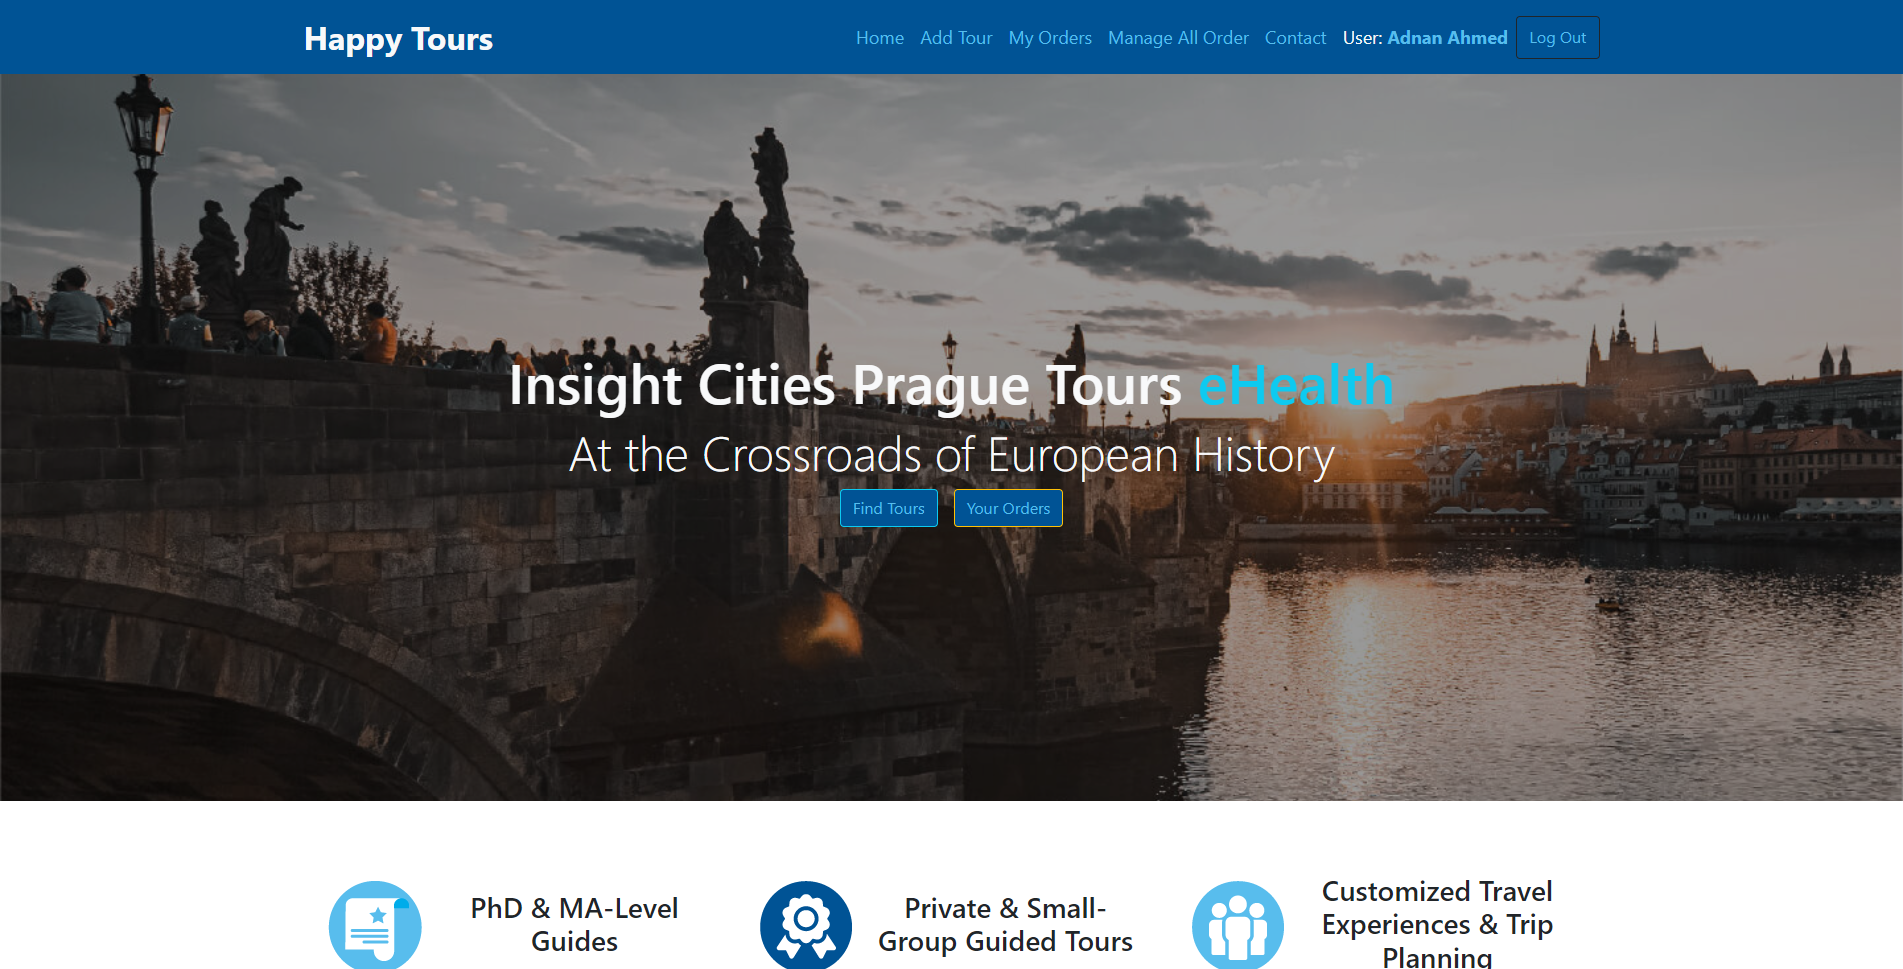 Happy Tours
Home Add Tour My Orders Manage All Order Contact User: Adnan Ahmed Log Out
Insight Cities Prague Tours eHealth
At the Crossroads of European History
Find Tours Your Orders
PhD & MA-Level
Guides
Private & Small-
Group Guided Tours
Customized Travel
Experiences & Trip
Planning